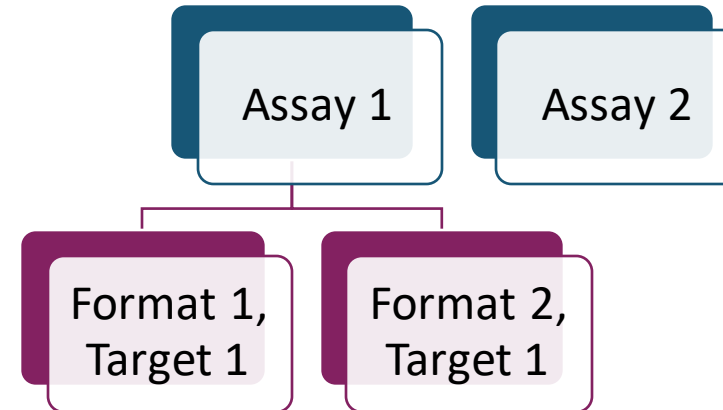 Assay 1
Assay 2
Format 1,
Target 1
Format 2,
Target 1